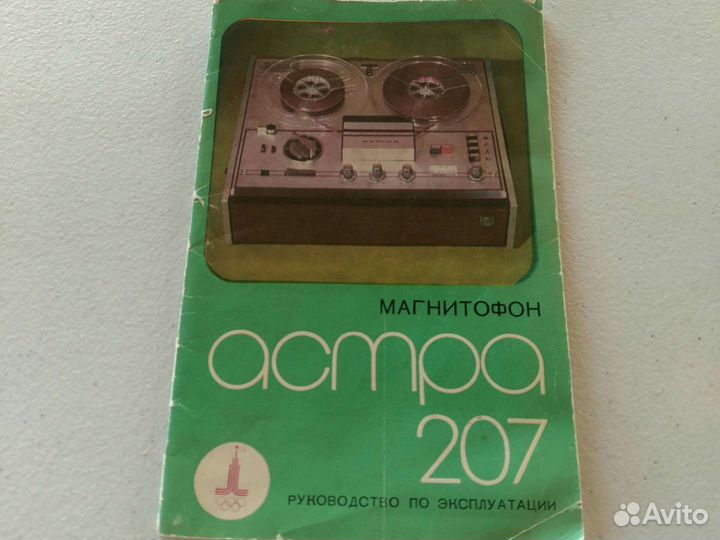 МАГНИТОФОН
астра
207
РУКОВОДСТВО ПО ЭКСПЛУАТАЦИИ
Avito